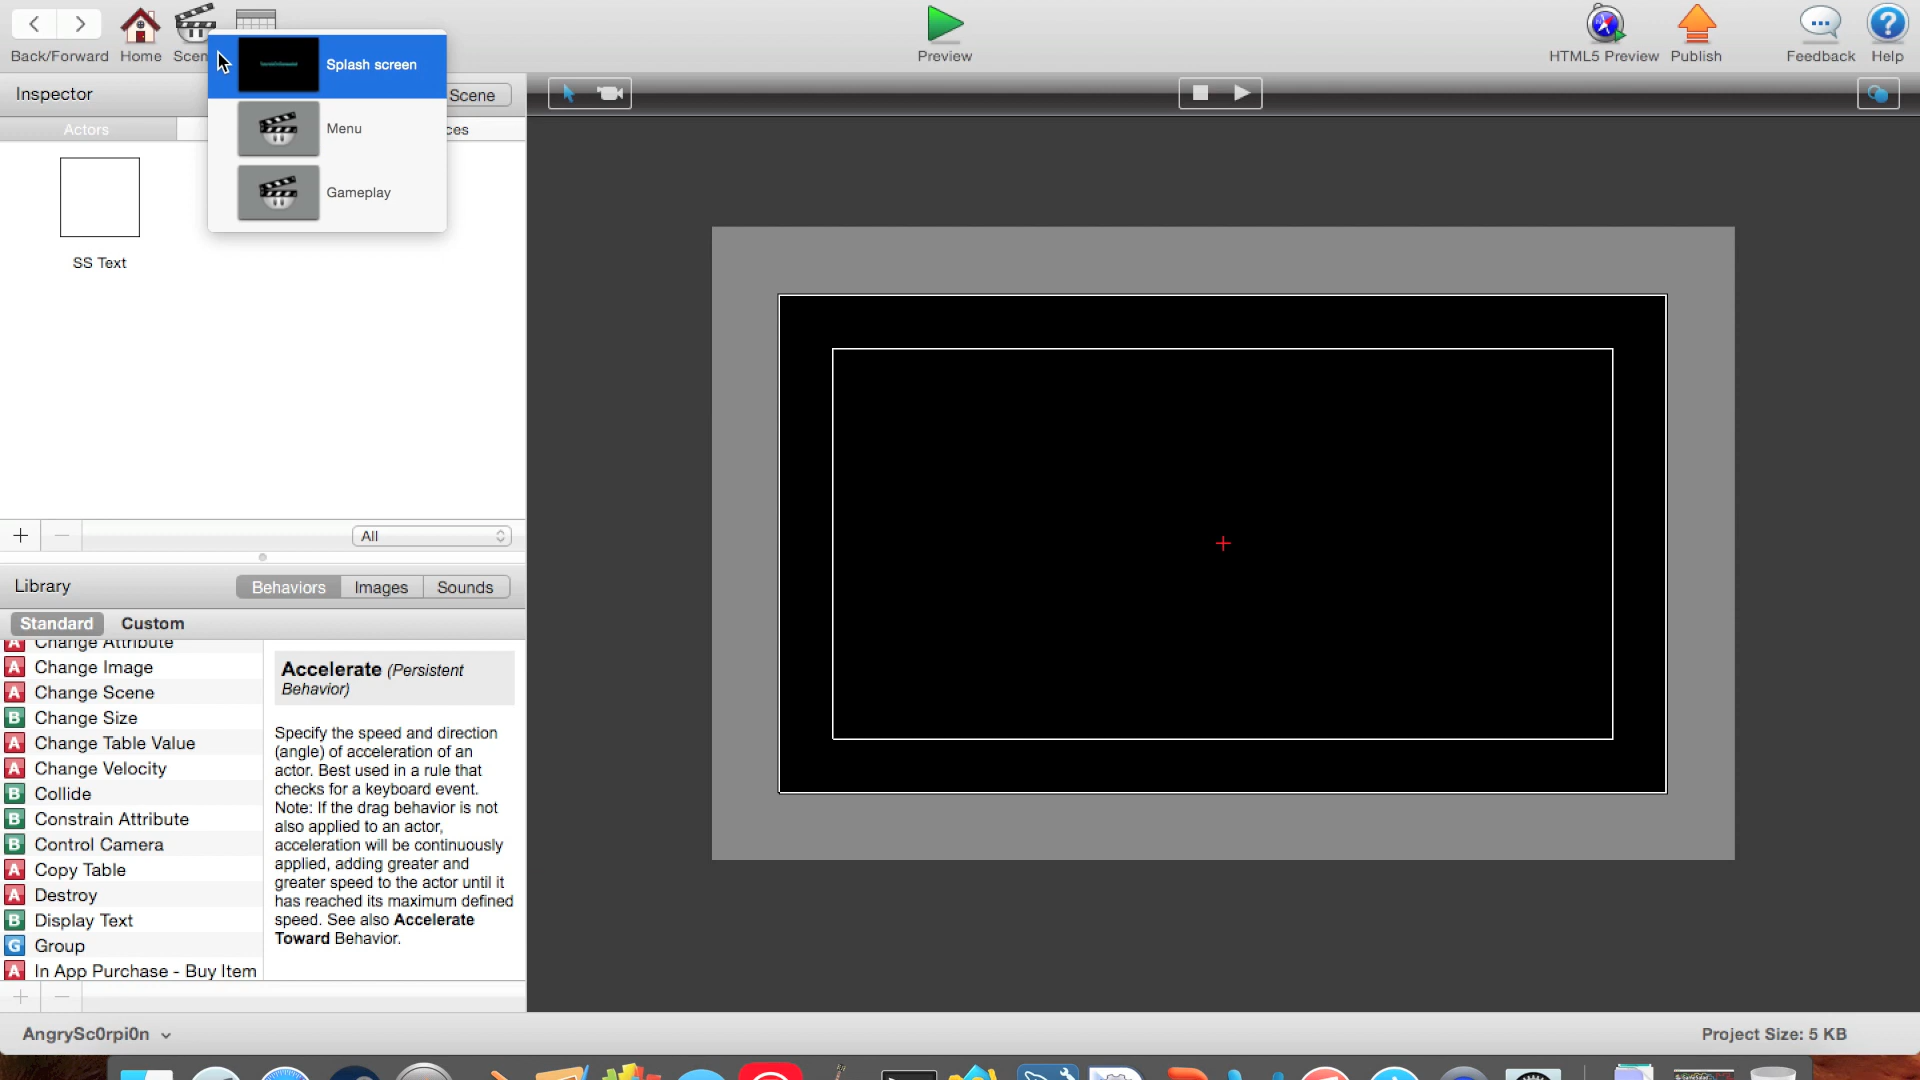 Back/Forward
Home
Scen
Preview
HTML5 Preview
Publish
Feedback
Help
Splash screen
Menu
Gameplay
Inspector
Scene
Actors
ces
SS Text
All
Library
Behaviors
Images
Sounds
Standard
Custom
Change Attribute
Change Image
Change Scene
Change Size
Change Table Value
Change Velocity
Collide
Constrain Attribute
Control Camera
Copy Table
Destroy
Display Text
Group
In App Purchase - Buy Item
Accelerate (Persistent
Behavior)
Specify the speed and direction
(angle) of acceleration of an
actor. Best used in a rule that
checks for a keyboard event.
Note: If the drag behavior is not
also applied to an actor,
acceleration will be continuously
applied, adding greater and
greater speed to the actor until it
has reached its maximum defined
speed. See also Accelerate
Toward Behavior.
AngrySc0rpi0n
Project Size: 5 KB